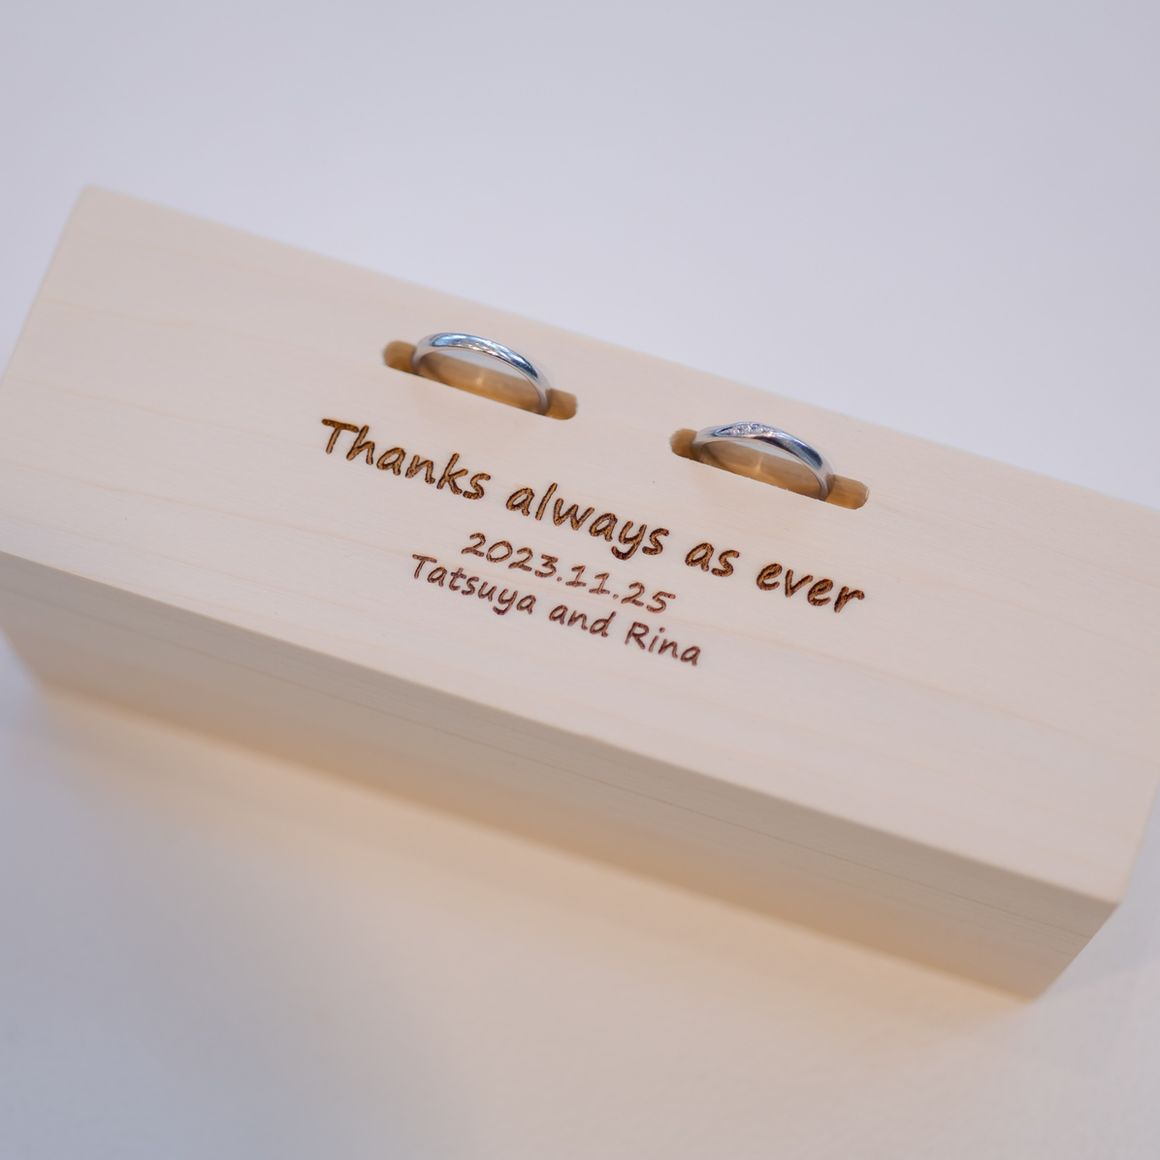 Thanks always as ever
2023.11.25
Tatsuya and Rina